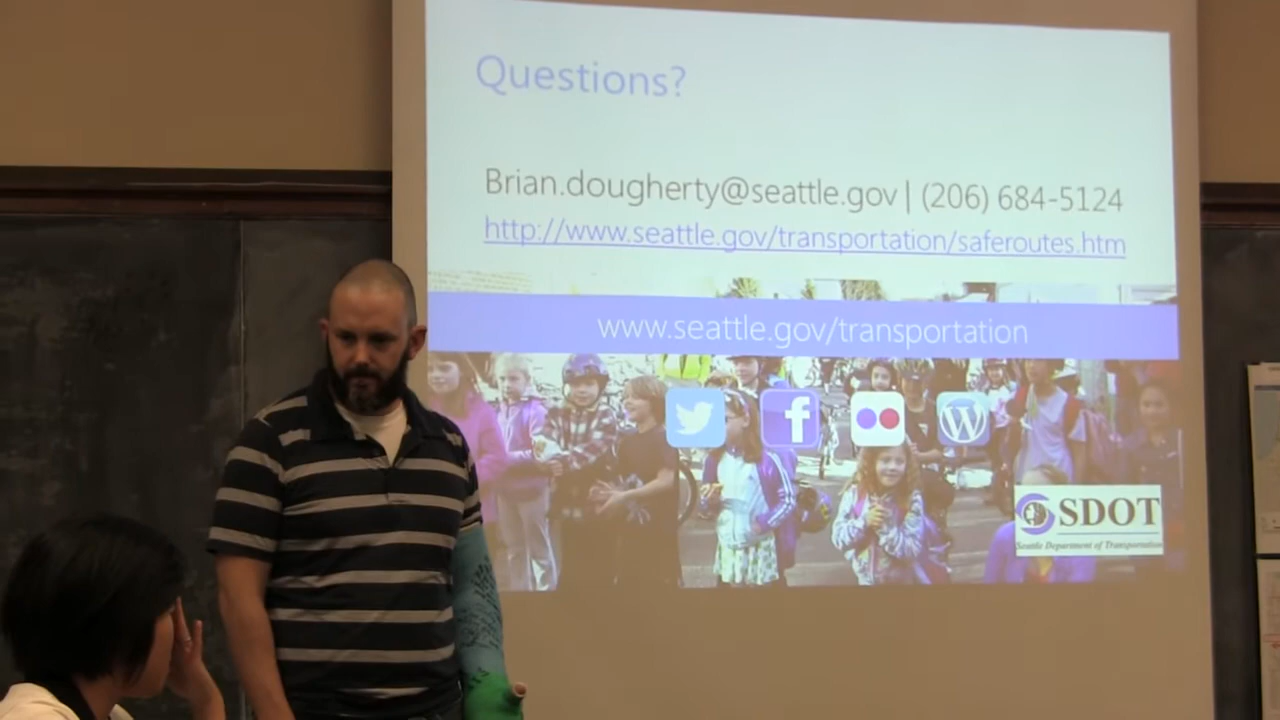 Questions?
Brian.dougherty@seattle.gov | (206) 684-5124
http://www.seattle.gov/transportation/saferoutes.htm
www.seattle.gov/transportation
SDOT
Seattle Department of Transportation